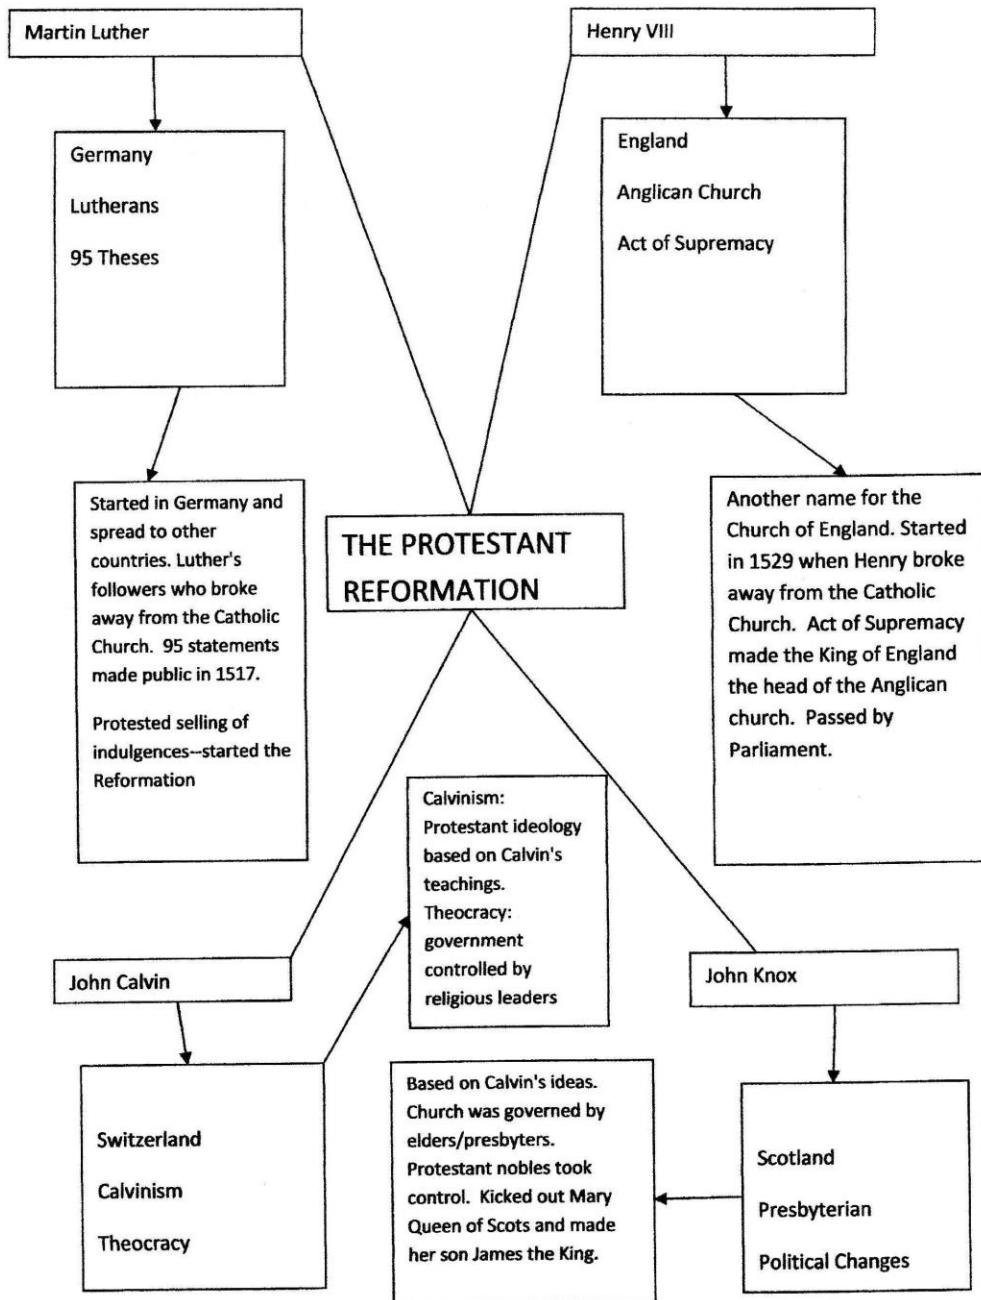 Martin Luther
Henry VIII
Germany
Lutherans
95 Theses
England
Anglican Church
Act of Supremacy
Started in Germany and
spread to other
countries. Luther's
followers who broke
away from the Catholic
Church. 95 statements
made public in 1517.
Protested selling of
indulgences--started the
Reformation
THE PROTESTANT
REFORMATION
Another name for the
Church of England. Started
in 1529 when Henry broke
away from the Catholic
Church. Act of Supremacy
made the King of England
the head of the Anglican
church. Passed by
Parliament.
Calvinism:
Protestant ideology
based on Calvin's
teachings.
Theocracy:
government
controlled by
religious leaders
John Calvin
John Knox
Switzerland
Calvinism
Theocracy
Based on Calvin's ideas.
Church was governed by
elders/presbyters.
Protestant nobles took
control. Kicked out Mary
Queen of Scots and made
her son James the King.
Scotland
Presbyterian
Political Changes